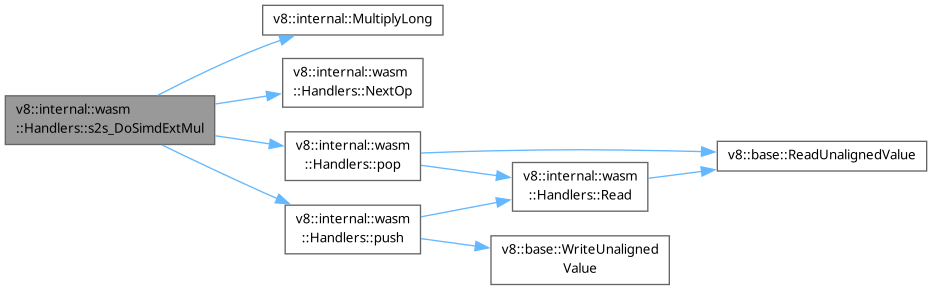 v8::internal::MultiplyLong
v8::internal::wasm
::Handlers::NextOp
v8::internal::wasm
::Handlers::s2s_DoSimdExtMul
v8::internal::wasm
::Handlers::pop
v8::base::ReadUnalignedValue
v8::internal::wasm
::Handlers::Read
v8::internal::wasm
::Handlers::push
v8::base::WriteUnaligned
Value